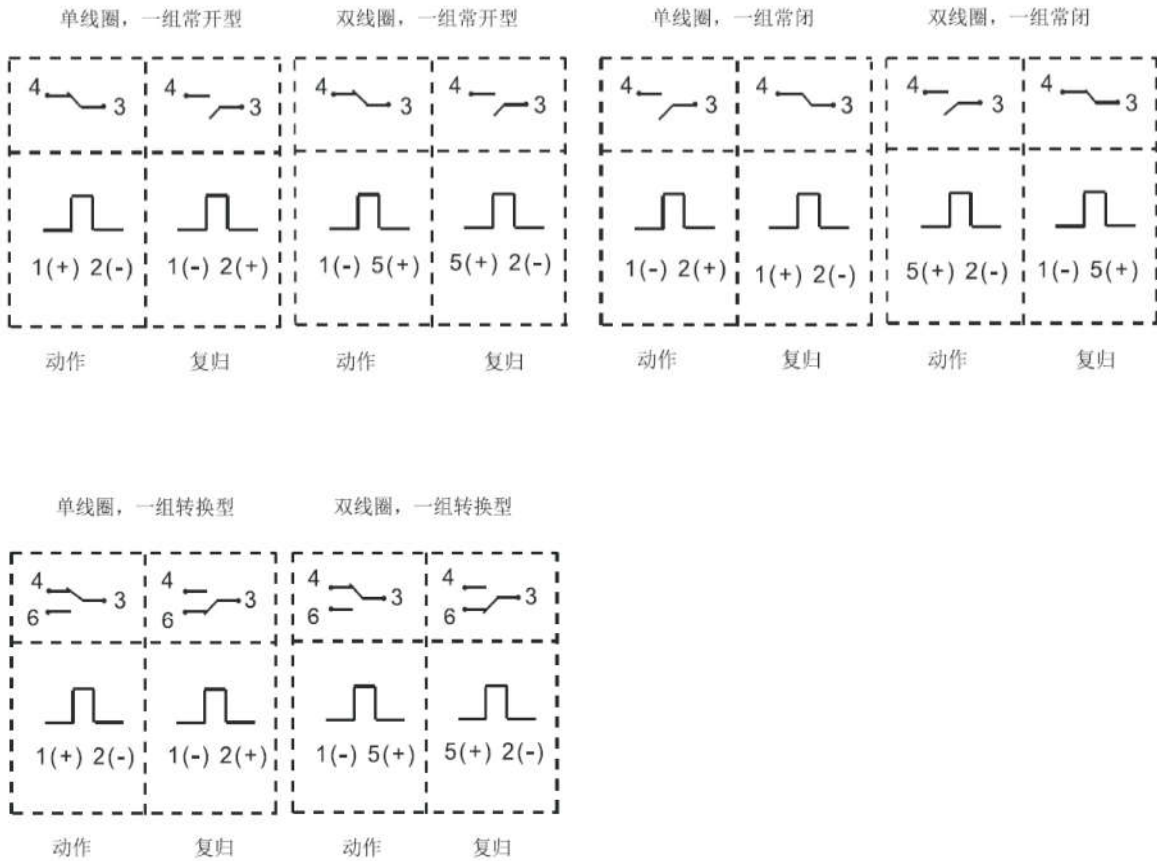 单线圈，一组常开型 双线圈，一组常开型 单线圈，一组常闭 双线圈，一组常闭
4 3 4 3 4 3 4 3 4 3 4 3 4 3 4 3
1(+) 2(-) 1(-) 2(+) 1(-) 5(+) 5(+) 2(-) 1(-) 2(+) 1(+) 2(-) 5(+) 2(-) 1(-) 5(+)
动作 复归 动作 复归 动作 复归 动作 复归
单线圈，一组转换型 双线圈，一组转换型
4 3 4 3 4 3 4 3
6 6 6 6
1(+) 2(-) 1(-) 2(+) 1(-) 5(+) 5(+) 2(-)
动作 复归 动作 复归